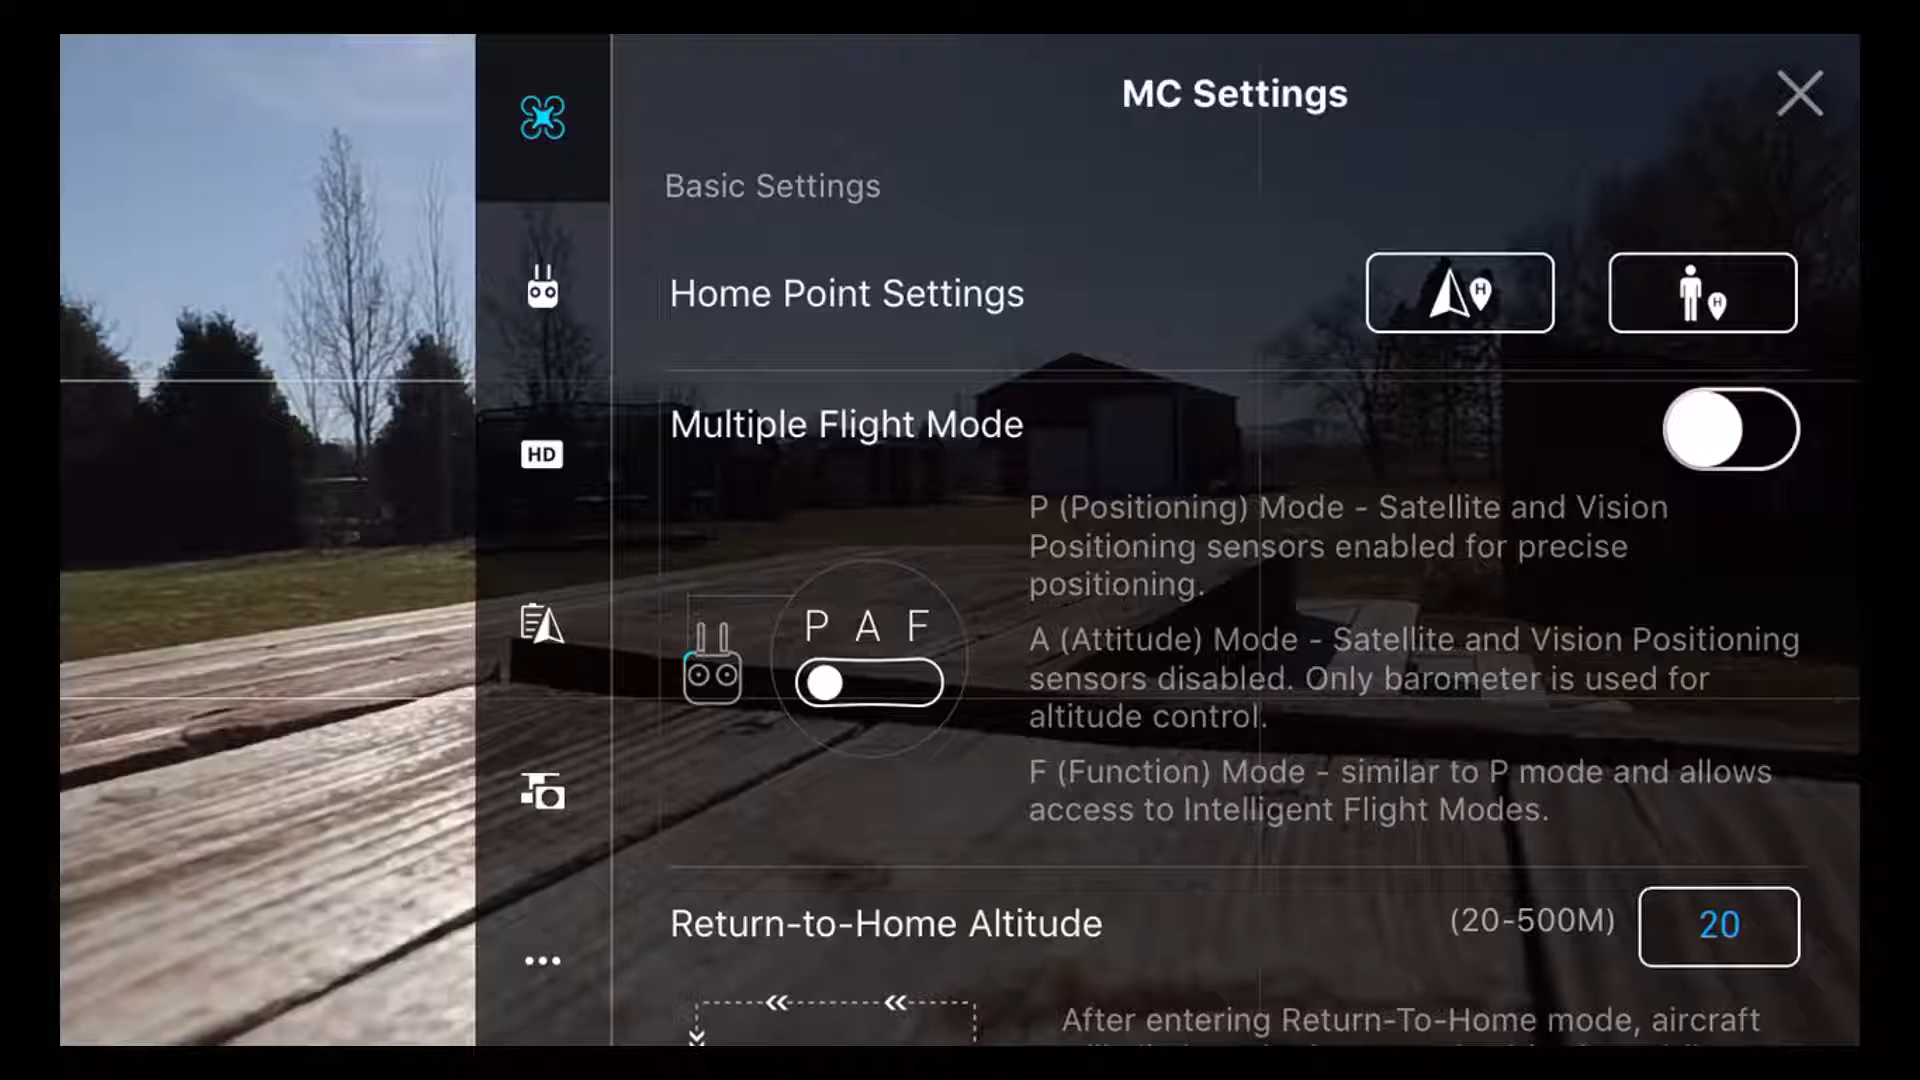 MC Settings
Basic Settings
Home Point Settings
H
H
Multiple Flight Mode
HD
P (Positioning) Mode - Satellite and Vision
Positioning sensors enabled for precise
positioning.
P A F
A (Attitude) Mode - Satellite and Vision Positioning
sensors disabled. Only barometer is used for
altitude control.
F (Function) Mode - similar to P mode and allows
access to Intelligent Flight Modes.
Return-to-Home Altitude
(20-500M)
20
After entering Return-To-Home mode, aircraft